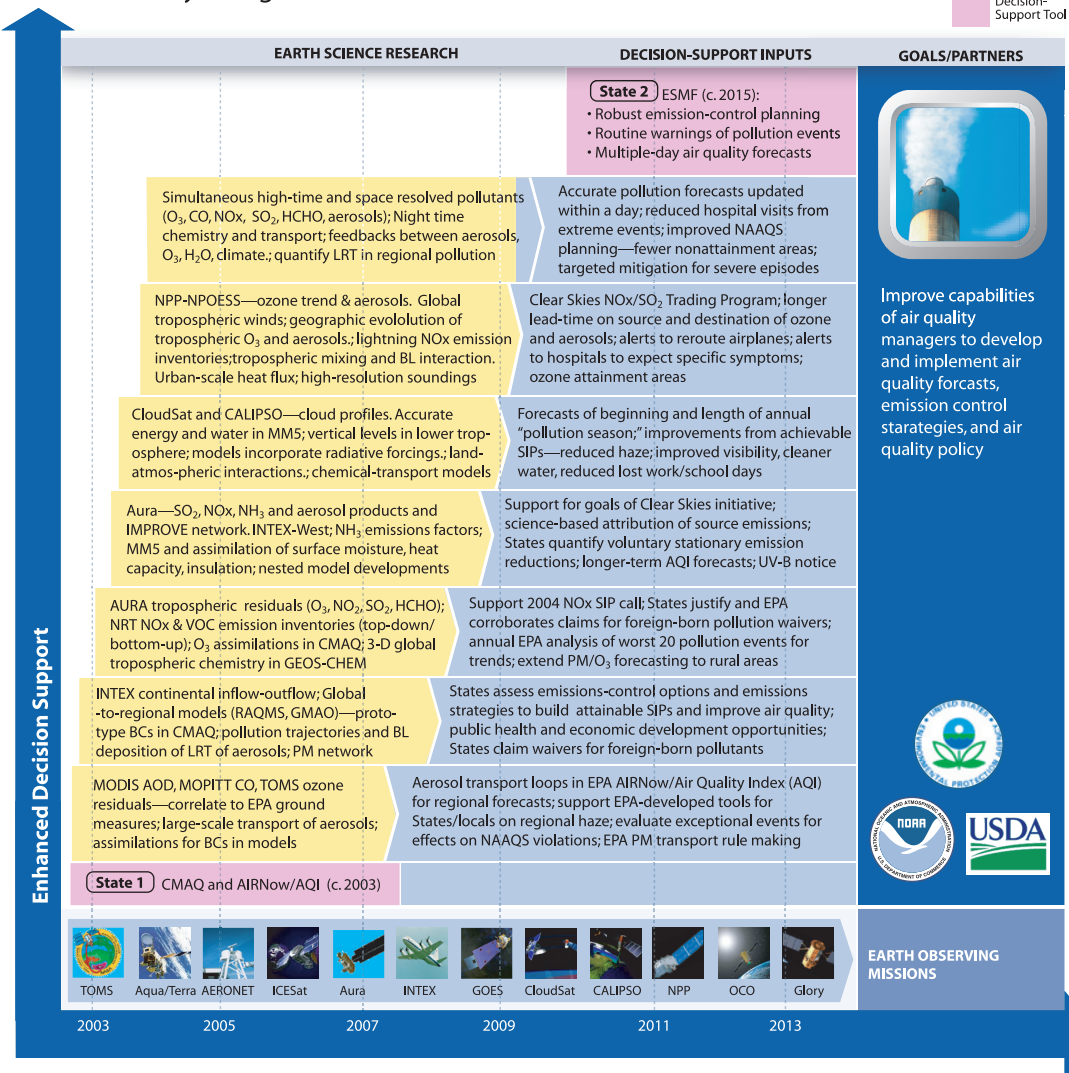 Decision-
Support Tool
EARTH SCIENCE RESEARCH
DECISION-SUPPORT INPUTS
GOALS/PARTNERS
State 2 ESMF (c. 2015):
• Robust emission-control planning
• Routine warnings of pollution events
• Multiple-day air quality forecasts
Simultaneous high-time and space resolved pollutants
(O₃, CO, NOx, SO₂, HCHO, aerosols); Night time
chemistry and transport; feedbacks between aerosols,
O₃, H₂O, climate.; quantify LRT in regional pollution
Accurate pollution forecasts updated
within a day; reduced hospital visits from
extreme events; improved NAAQS
planning—fewer nonattainment areas;
targeted mitigation for severe episodes
NPP-NPOESS—ozone trend & aerosols. Global
tropospheric winds; geographic evololution of
tropospheric O₃ and aerosols.; lightning NOx emission
inventories;tropospheric mixing and BL interaction.
Urban-scale heat flux; high-resolution soundings
Clear Skies NOx/SO₂ Trading Program; longer
lead-time on source and destination of ozone
and aerosols; alerts to reroute airplanes; alerts
to hospitals to expect specific symptoms;
ozone attainment areas
Improve capabilities
of air quality
managers to develop
and implement air
quality forcasts,
emission control
starategies, and air
quality policy
CloudSat and CALIPSO—cloud profiles. Accurate
energy and water in MM5; vertical levels in lower trop-
osphere; models incorporate radiative forcings.; land-
atmos-pheric interactions.; chemical-transport models
Forecasts of beginning and length of annual
"pollution season;" improvements from achievable
SIPs—reduced haze; improved visibility, cleaner
water, reduced lost work/school days
Aura—SO₂, NOx, NH₃ and aerosol products and
IMPROVE network. INTEX-West; NH₃ emissions factors;
MM5 and assimilation of surface moisture, heat
capacity, insulation; nested model developments
Support for goals of Clear Skies initiative;
science-based attribution of source emissions;
States quantify voluntary stationary emission
reductions; longer-term AQI forecasts; UV-B notice
AURA tropospheric residuals (O₃, NO₂, SO₂, HCHO);
NRT NOx & VOC emission inventories (top-down/
bottom-up); O₃ assimilations in CMAQ; 3-D global
tropospheric chemistry in GEOS-CHEM
Support 2004 NOx SIP call; States justify and EPA
corroborates claims for foreign-born pollution waivers;
annual EPA analysis of worst 20 pollution events for
trends; extend PM/O₃ forecasting to rural areas
INTEX continental inflow-outflow; Global
-to-regional models (RAQMS, GMAO)—proto-
type BCs in CMAQ; pollution trajectories and BL
deposition of LRT of aerosols; PM network
States assess emissions-control options and emissions
strategies to build attainable SIPs and improve air quality;
public health and economic development opportunities;
States claim waivers for foreign-born pollutants
MODIS AOD, MOPITT CO, TOMS ozone
residuals—correlate to EPA ground
measures; large-scale transport of aerosols;
assimilations for BCs in models
Aerosol transport loops in EPA AIRNow/Air Quality Index (AQI)
for regional forecasts; support EPA-developed tools for
States/locals on regional haze; evaluate exceptional events for
effects on NAAQS violations; EPA PM transport rule making
UNITED STATES
ENVIRONMENTAL PROTECTION
NATIONAL OCEANIC AND ATMOSPHERIC ADMINISTRATION
NOAA
U.S. DEPARTMENT OF COMMERCE
USDA
State 1 CMAQ and AIRNow/AQI (c. 2003)
Enhanced Decision Support
TOMS Aqua/Terra AERONET ICESat Aura INTEX GOES CloudSat CALIPSO NPP OCO Glory
EARTH OBSERVING
MISSIONS
2003 2005 2007 2009 2011 2013